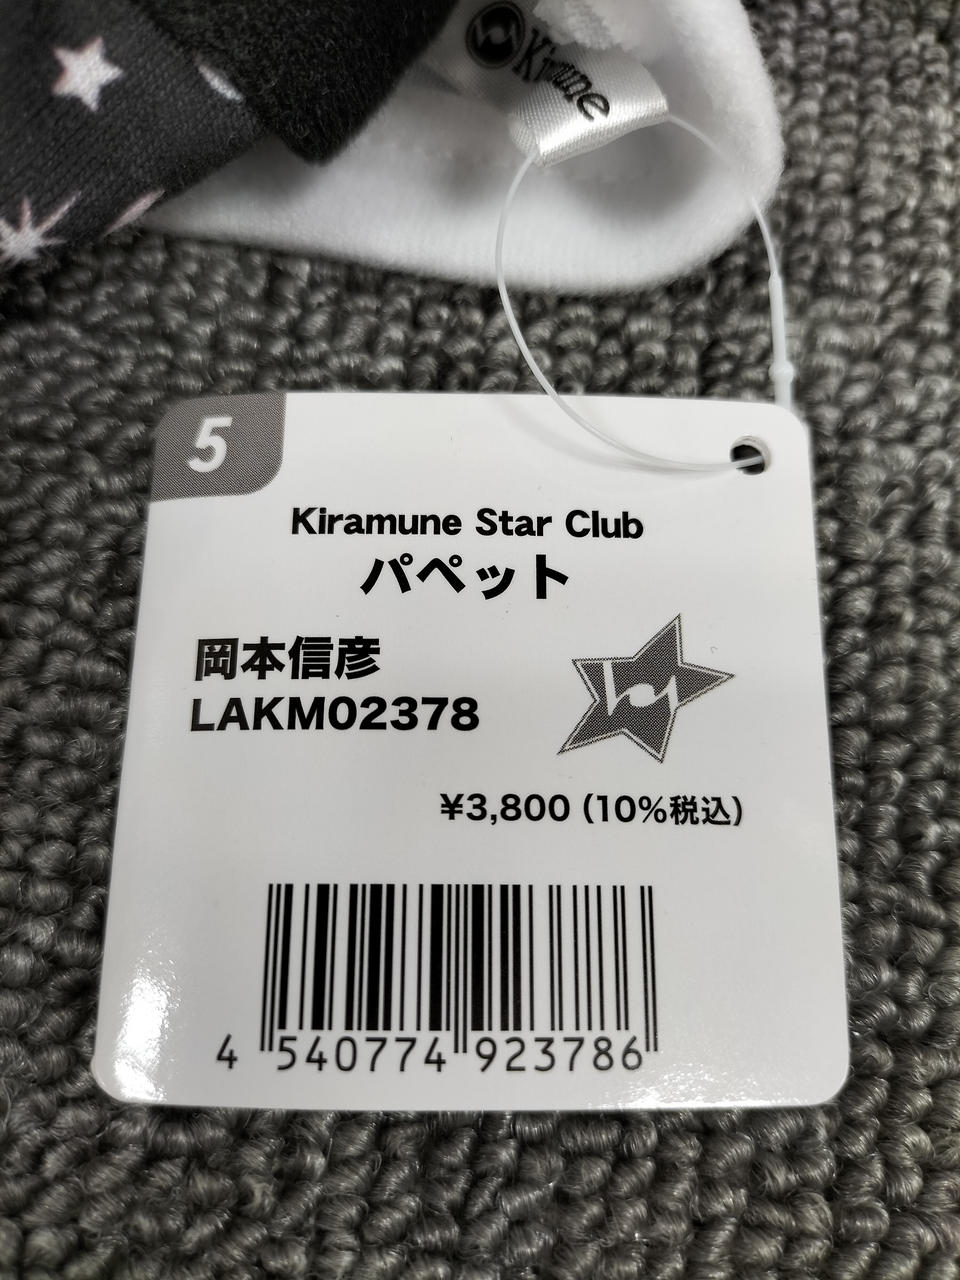 Kiramune
5
Kiramune Star Club
パペット
岡本信彦
LAKM02378
¥3,800 (10%税込)
4 540774 923786